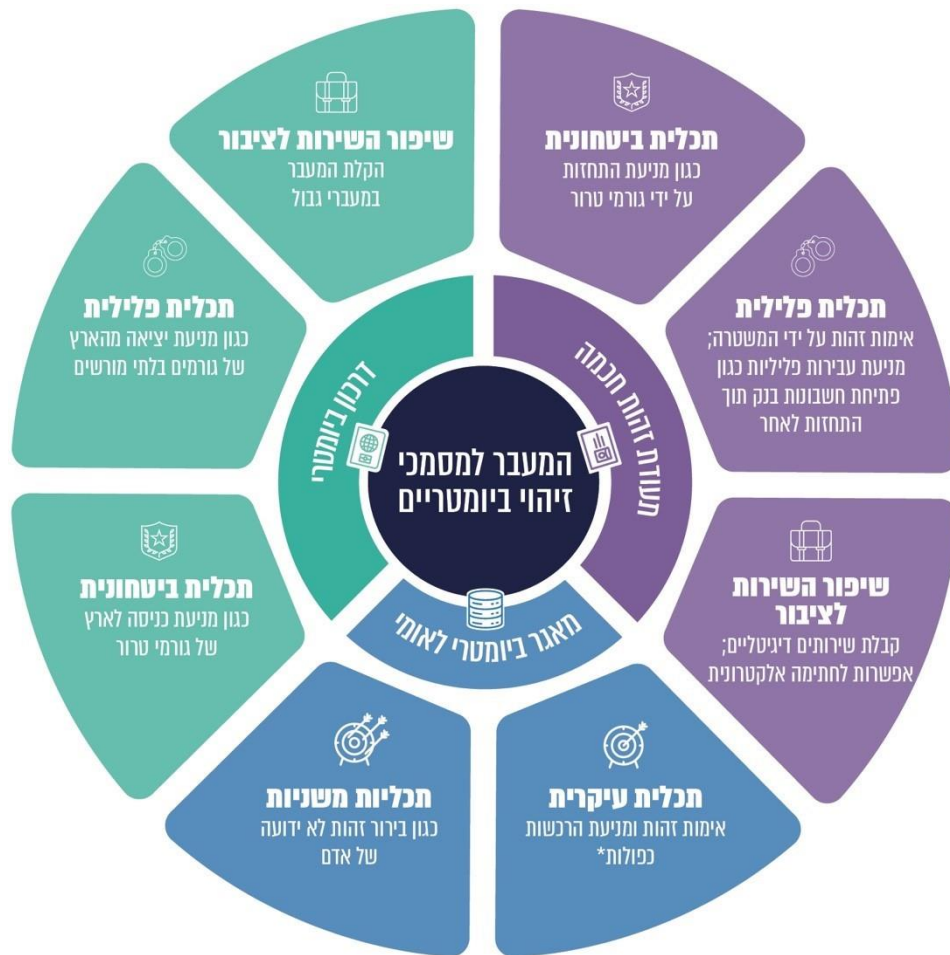 המעבר למסמכי
זיהוי ביומטריים
תעודת זהות חכמה
תכלית ביטחונית
כגון מניעת התחזות
על ידי גורמי טרור
תכלית פלילית
אימות זהות על ידי המשטרה;
מניעת עבירות פליליות כגון
פתיחת חשבונות בנק תוך
התחזות לאחר
שיפור השירות
לציבור
קבלת שירותים דיגיטליים;
אפשרות לחתימה אלקטרונית
מאגר ביומטרי לאומי
תכלית עיקרית
אימות זהות ומניעת הרכשות
כפולות*
תכליות משניות
כגון בירור זהות לא ידועה
של אדם
דרכון ביומטרי
תכלית ביטחונית
כגון מניעת כניסה לארץ
של גורמי טרור
תכלית פלילית
כגון מניעת יציאה מהארץ
של גורמים בלתי מורשים
שיפור השירות לציבור
הקלת המעבר
במעברי גבול